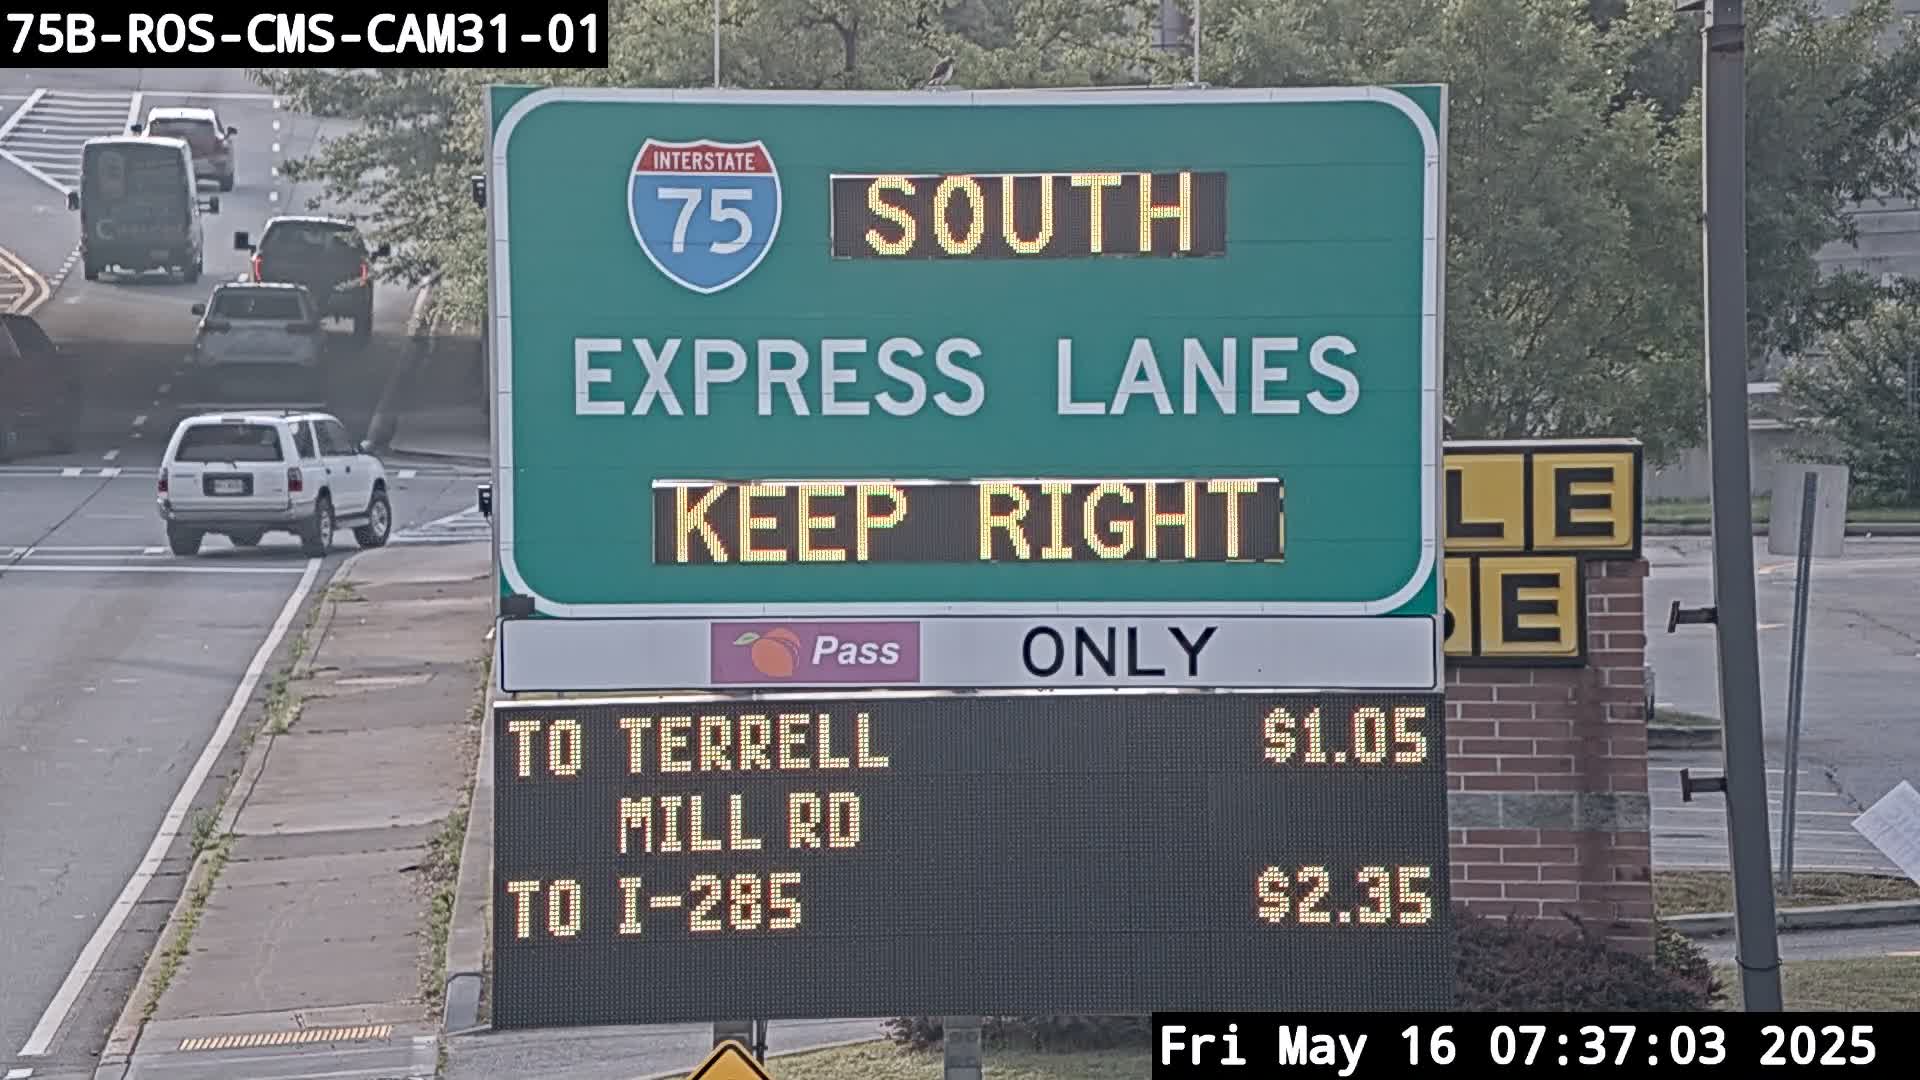 75B-ROS-CMS-CAM31-01
INTERSTATE
75
SOUTH
EXPRESS LANES
KEEP RIGHT
Pass ONLY
TO TERRELL $1.05
MILL RD
TO I-285 $2.35
LE
E
Fri May 16 07:37:03 2025